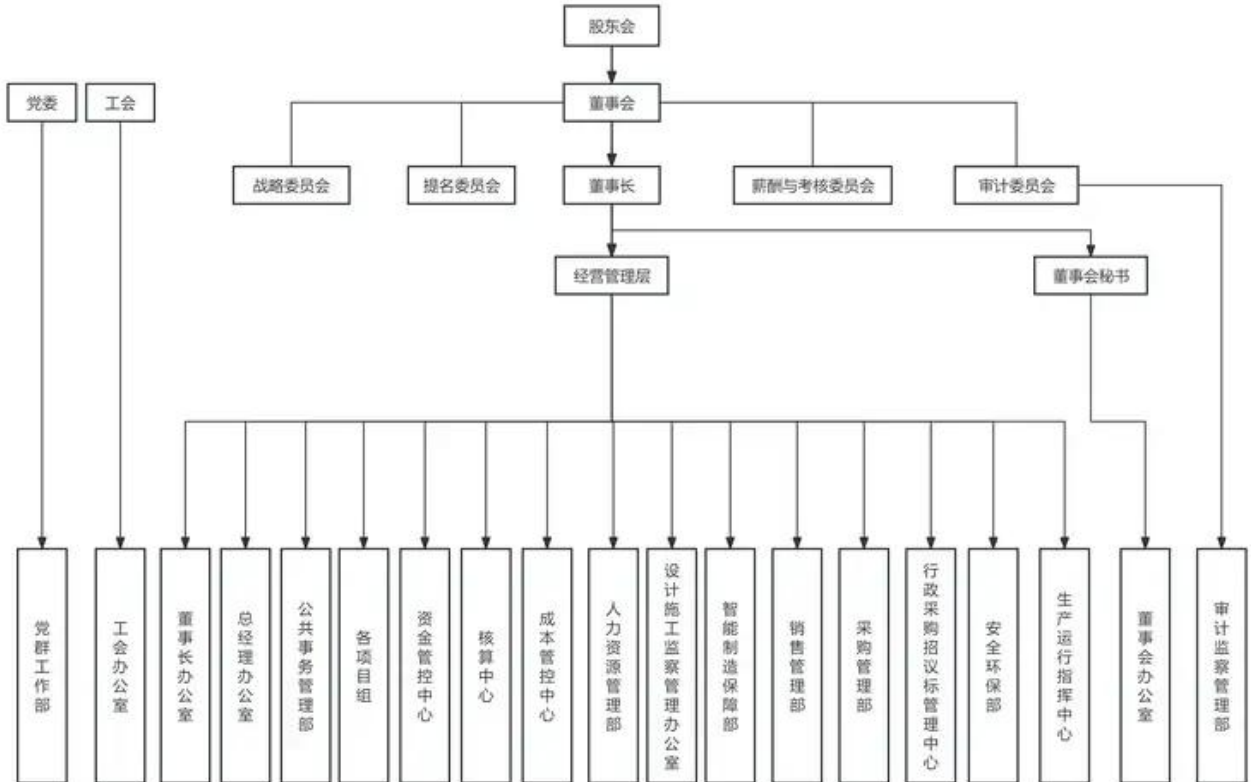 股东会
党委
工会
董事会
战略委员会
提名委员会
董事长
薪酬与考核委员会
审计委员会
经营管理层
董事会秘书
党群工作部
工会办公室
董事长办公室
总经理办公室
公共事务管理部
各项目组
资金管控中心
核算中心
成本管控中心
人力资源管理部
设计施工监察管理办公室
智能制造保障部
销售管理部
采购管理部
行政采购招议标管理中心
安全环保部
生产运行指挥中心
董事会办公室
审计监察管理部